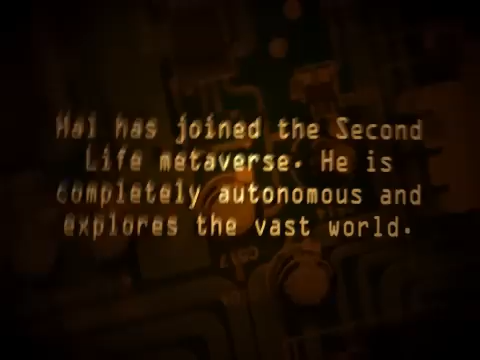 Hal has joined the Second
Life metaverse. He is
completely autonomous and
explores the vast world.